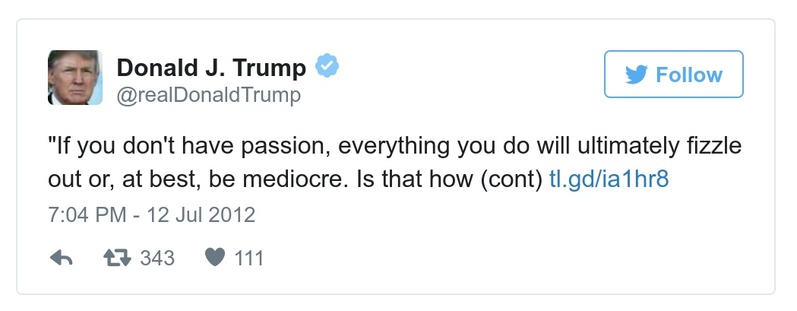 Donald J. Trump
@realDonaldTrump
Follow
"If you don't have passion, everything you do will ultimately fizzle
out or, at best, be mediocre. Is that how (cont) tl.gd/ia1hr8
7:04 PM - 12 Jul 2012
343 111